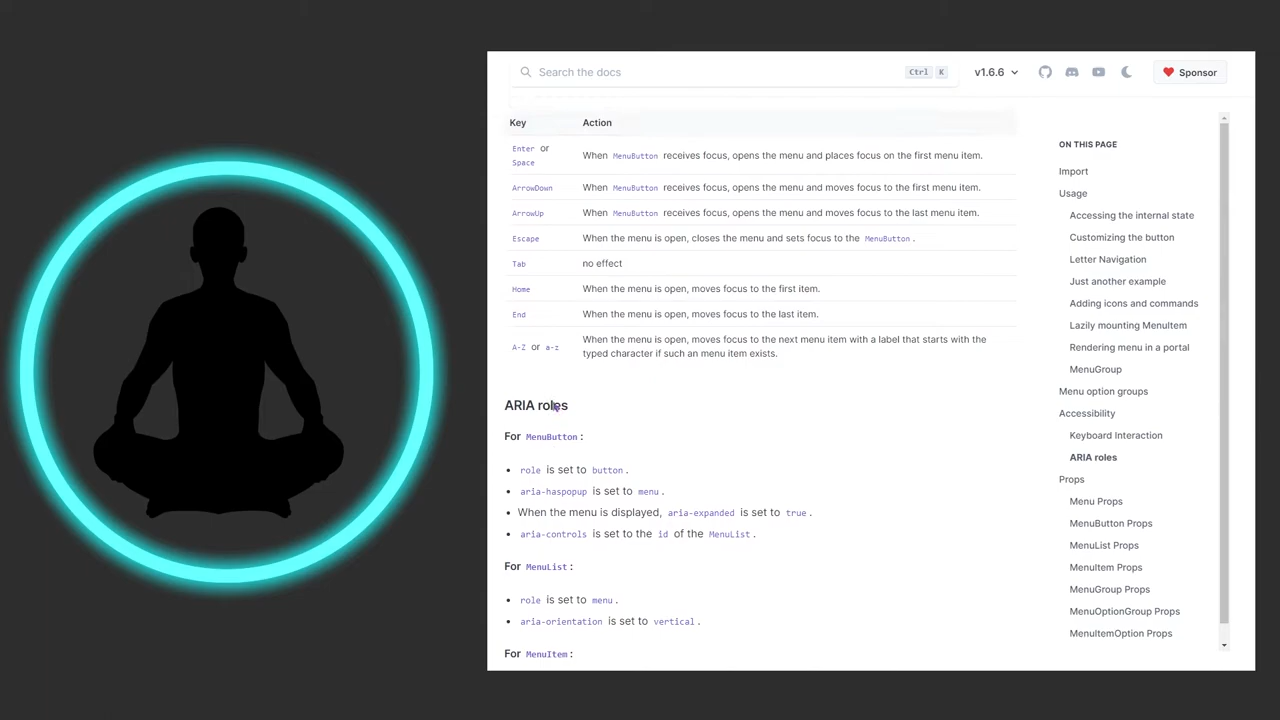 Search the docs
Ctrl K
v1.6.6
Sponsor
Key Action
Enter or Space When MenuButton receives focus, opens the menu and places focus on the first menu item.
ArrowDown When MenuButton receives focus, opens the menu and moves focus to the first menu item.
ArrowUp When MenuButton receives focus, opens the menu and moves focus to the last menu item.
Escape When the menu is open, closes the menu and sets focus to the MenuButton.
Tab no effect
Home When the menu is open, moves focus to the first item.
End When the menu is open, moves focus to the last item.
A-Z or a-z When the menu is open, moves focus to the next menu item with a label that starts with the
typed character if such an menu item exists.
ARIA roles
For MenuButton:
• role is set to button.
• aria-haspopup is set to menu.
• When the menu is displayed, aria-expanded is set to true.
• aria-controls is set to the id of the MenuList.
For MenuList:
• role is set to menu.
• aria-orientation is set to vertical.
For MenuItem:
ON THIS PAGE
Import
Usage
Accessing the internal state
Customizing the button
Letter Navigation
Just another example
Adding icons and commands
Lazily mounting MenuItem
Rendering menu in a portal
MenuGroup
Menu option groups
Accessibility
Keyboard Interaction
ARIA roles
Props
Menu Props
MenuButton Props
MenuList Props
MenuItem Props
MenuGroup Props
MenuOptionGroup Props
MenuItemOption Props